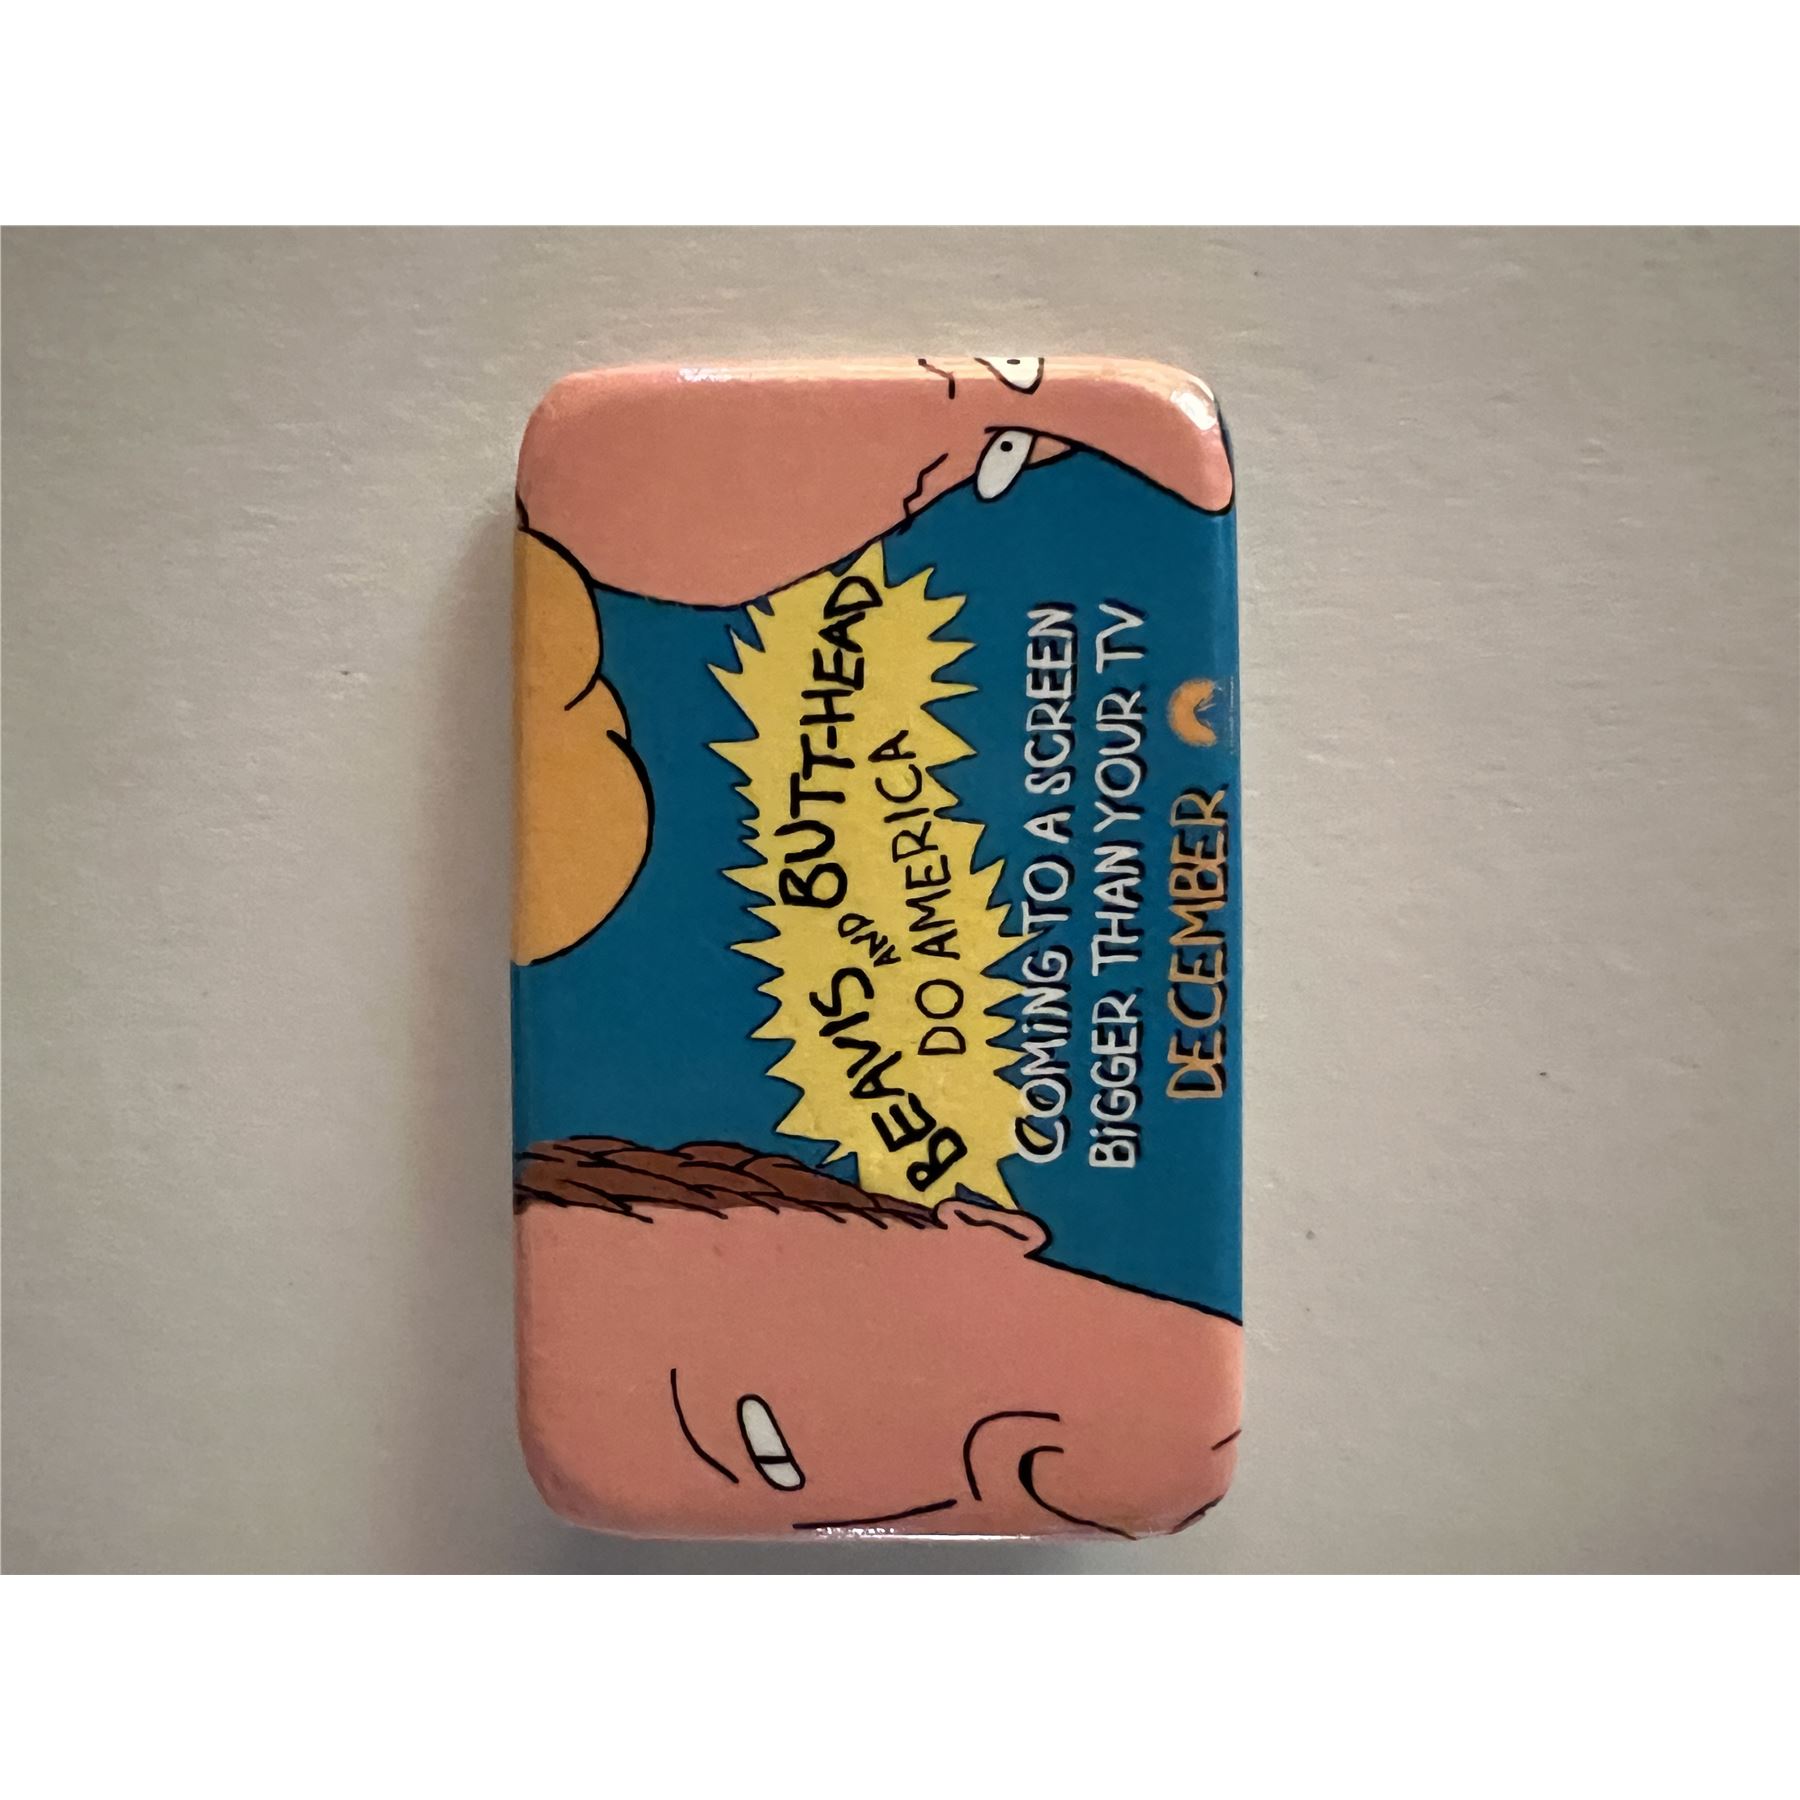 BEAVIS AND BUTT-HEAD
DO AMERICA
COMING TO A SCREEN
BIGGER THAN YOUR TV
DECEMBER